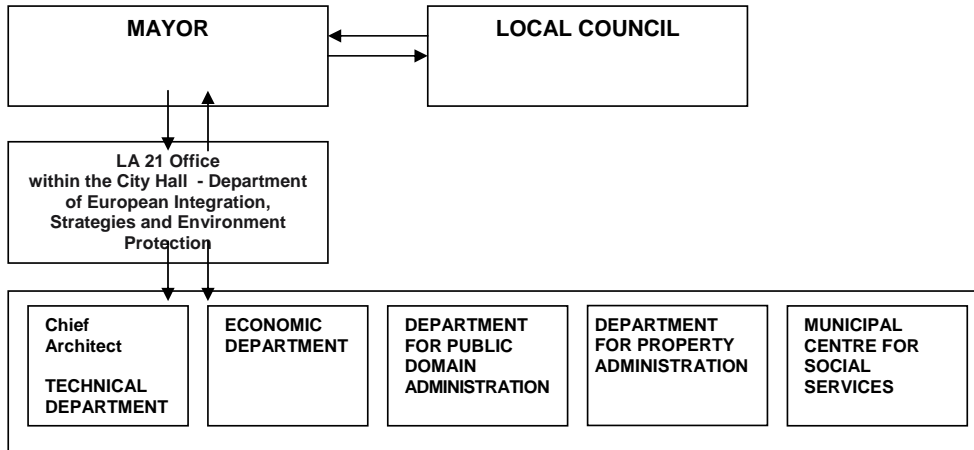 MAYOR
LOCAL COUNCIL
LA 21 Office
within the City Hall - Department
of European Integration,
Strategies and Environment
Protection
Chief
Architect
TECHNICAL
DEPARTMENT
ECONOMIC
DEPARTMENT
DEPARTMENT
FOR PUBLIC
DOMAIN
ADMINISTRATION
DEPARTMENT
FOR PROPERTY
ADMINISTRATION
MUNICIPAL
CENTRE FOR
SOCIAL
SERVICES